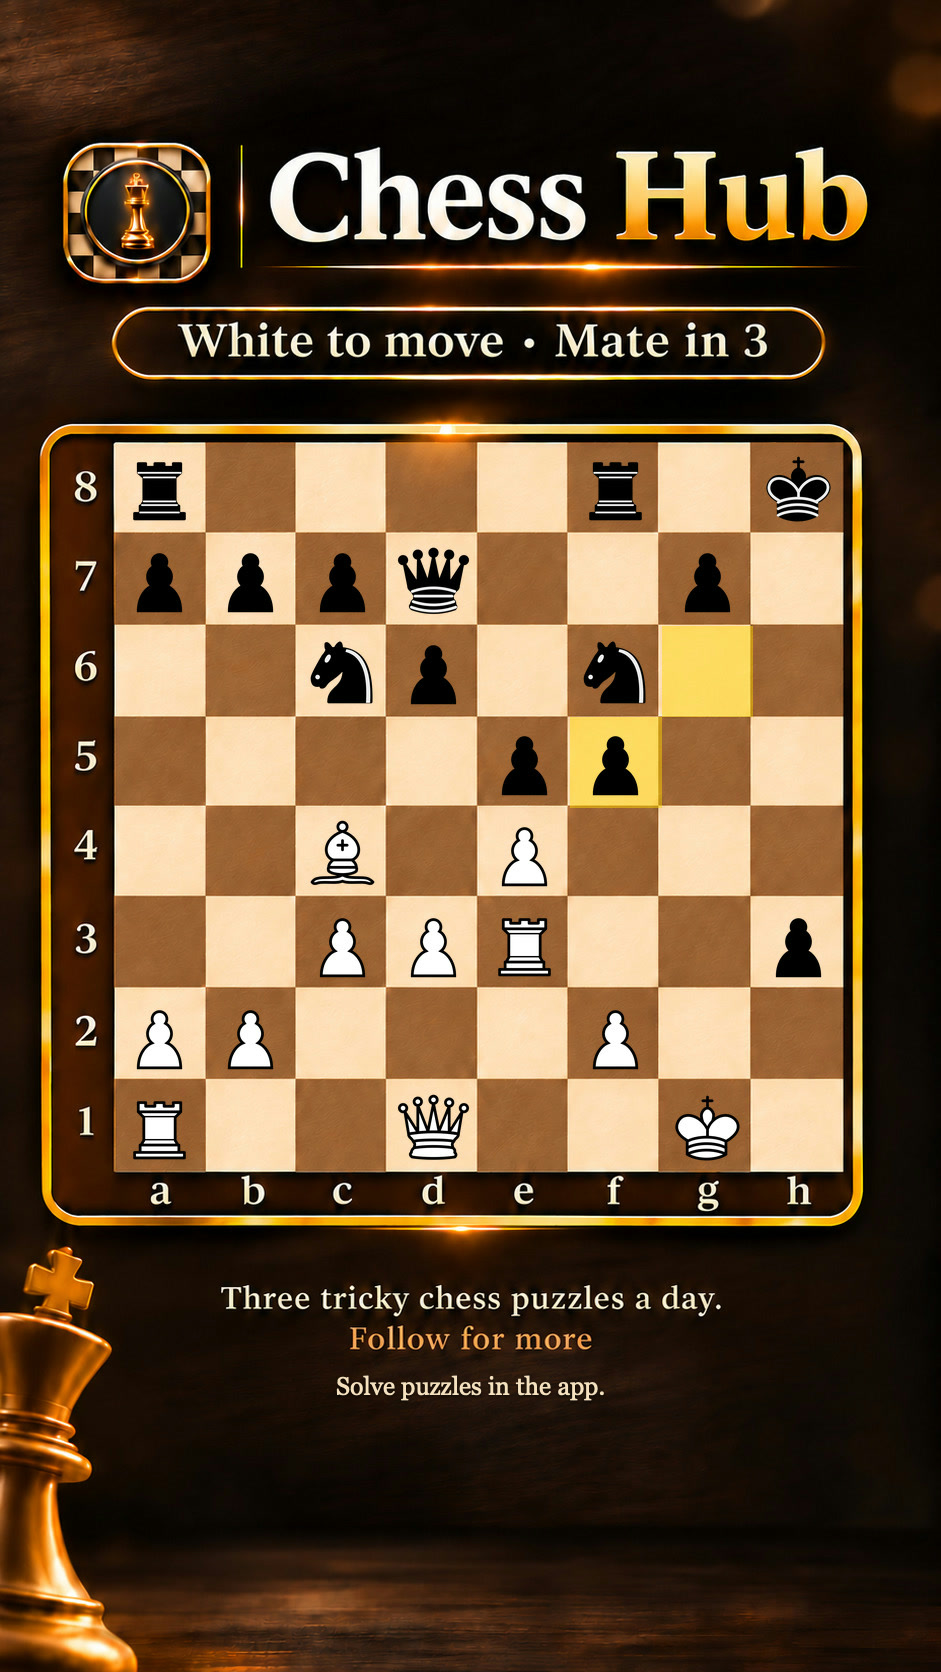 Chess Hub
White to move • Mate in 3
8
7
6
5
4
3
2
1
a b c d e f g h
Three tricky chess puzzles a day.
Follow for more
Solve puzzles in the app.